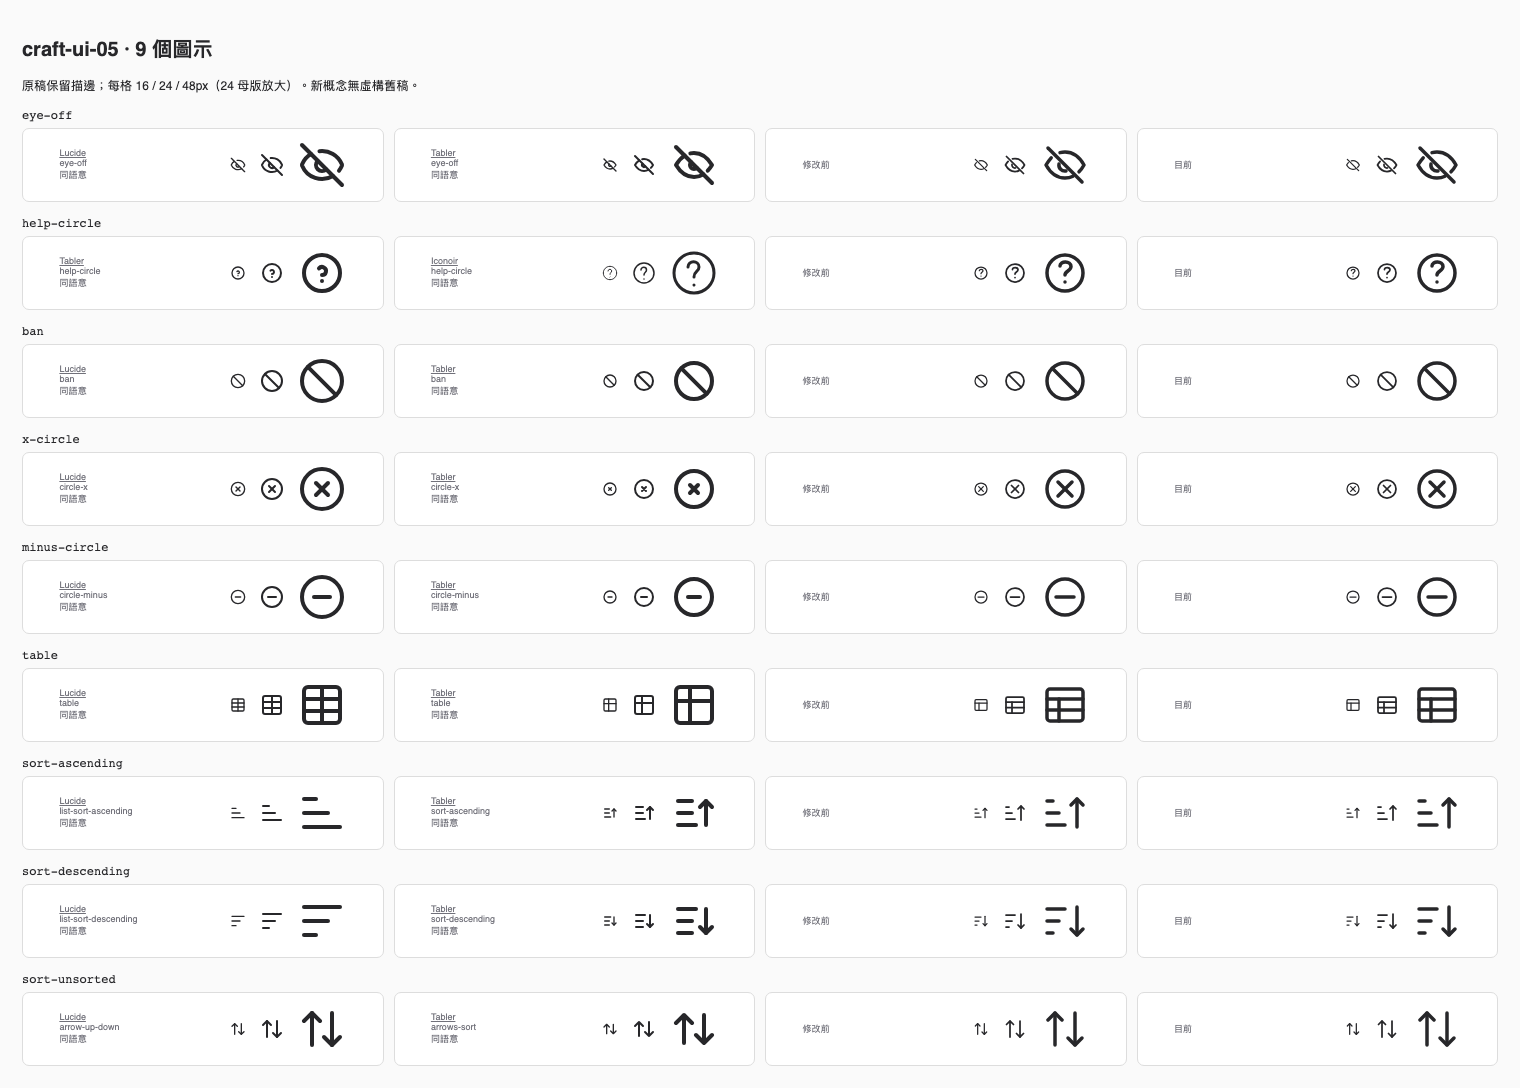 craft-ui-05 · 9 個圖示
原稿保留描邊；每格 16 / 24 / 48px（24 母版放大）。新概念無虛構舊稿。
eye-off
Lucide
eye-off
同語意
Tabler
eye-off
同語意
修改前
目前
help-circle
Tabler
help-circle
同語意
Iconoir
help-circle
同語意
修改前
目前
ban
Lucide
ban
同語意
Tabler
ban
同語意
修改前
目前
x-circle
Lucide
circle-x
同語意
Tabler
circle-x
同語意
修改前
目前
minus-circle
Lucide
circle-minus
同語意
Tabler
circle-minus
同語意
修改前
目前
table
Lucide
table
同語意
Tabler
table
同語意
修改前
目前
sort-ascending
Lucide
list-sort-ascending
同語意
Tabler
sort-ascending
同語意
修改前
目前
sort-descending
Lucide
list-sort-descending
同語意
Tabler
sort-descending
同語意
修改前
目前
sort-unsorted
Lucide
arrow-up-down
同語意
Tabler
arrows-sort
同語意
修改前
目前